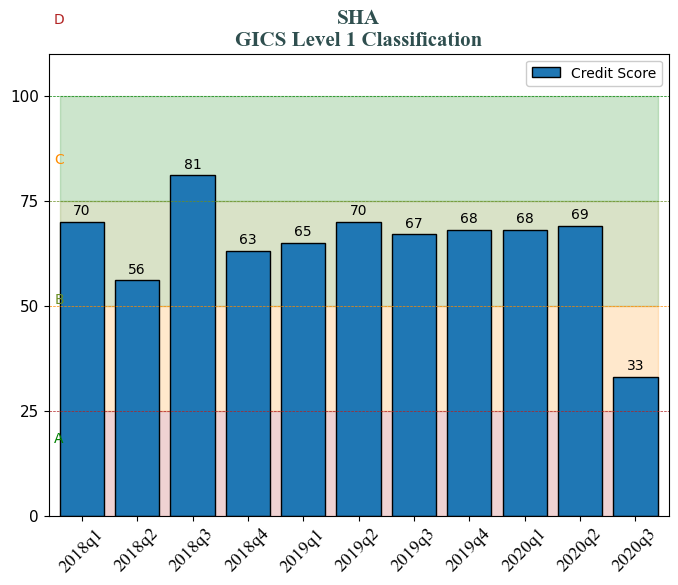 D
SHA
GICS Level 1 Classification
Credit Score
100
C
81
75
70
56
63
65
70
67
68
68
69
B
50
33
25
A
0
2018q1
2018q2
2018q3
2018q4
2019q1
2019q2
2019q3
2019q4
2020q1
2020q2
2020q3